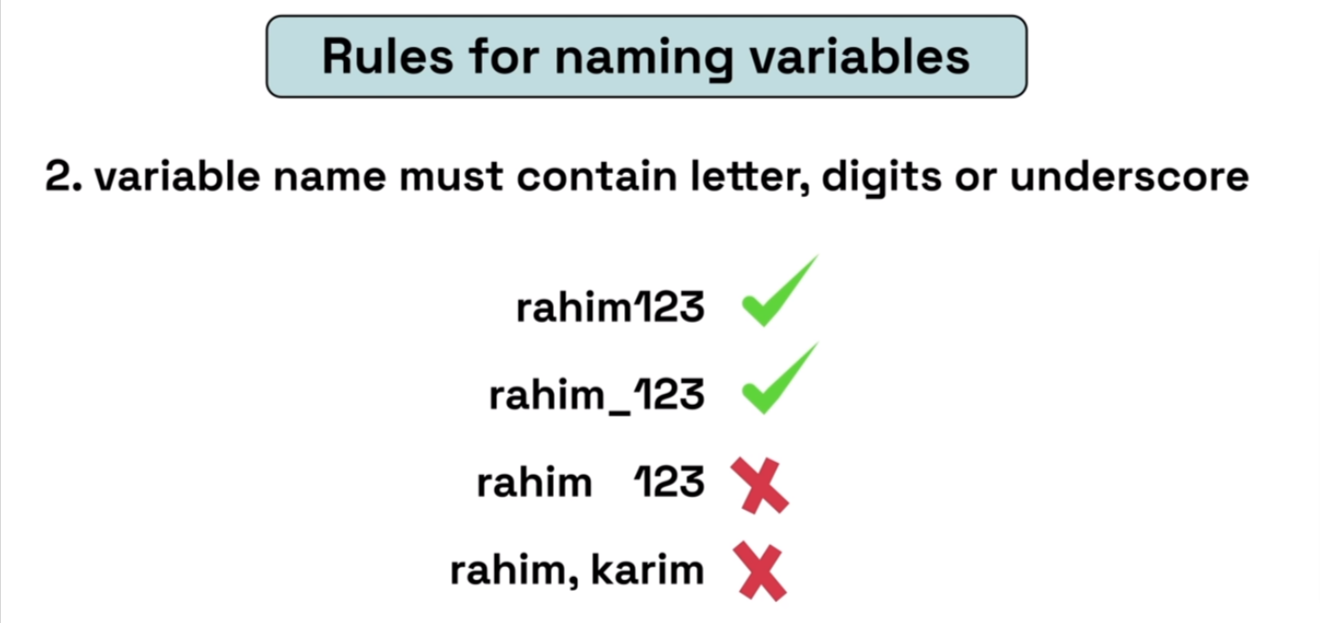 Rules for naming variables
2. variable name must contain letter, digits or underscore
rahim123
rahim_123
rahim 123
rahim, karim